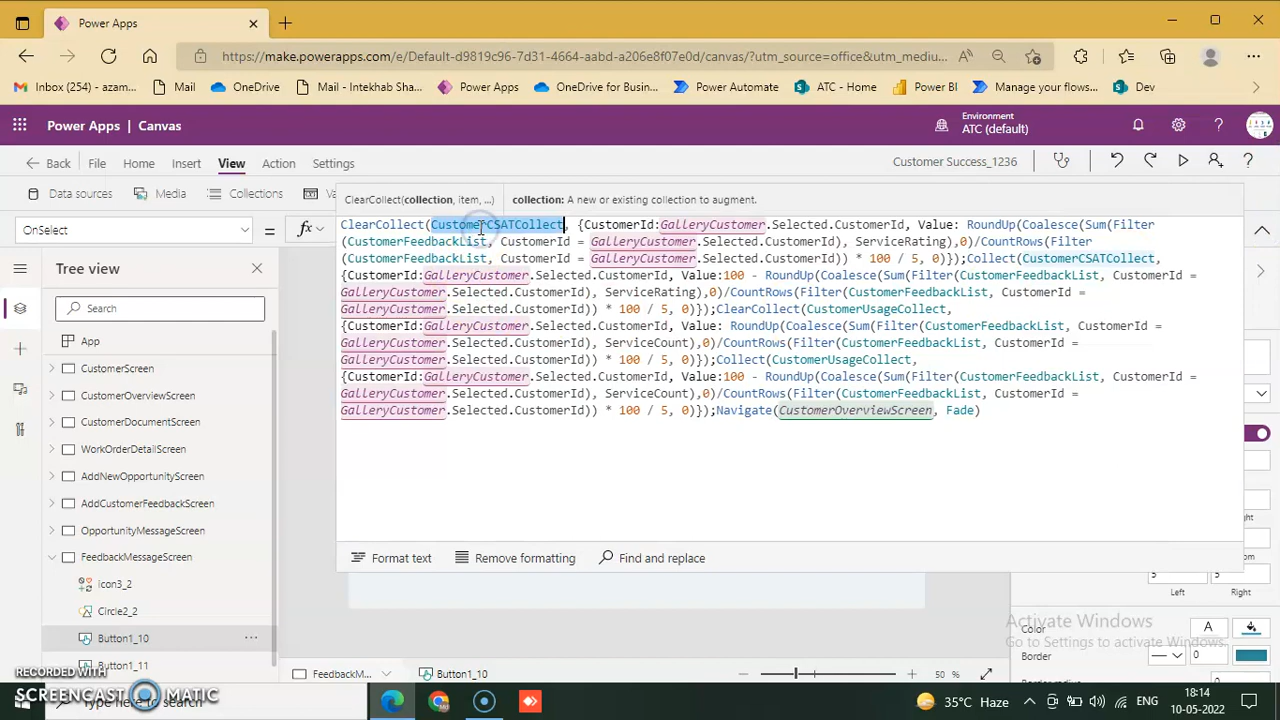 Power Apps
https://make.powerapps.com/e/Default-d9819c96-7d31-4664-aabd-a206e8f07e0d/canvas/?utm_source=office&utm_mediu...
Inbox (254) – azam...
Mail
OneDrive
Mail - Intekhab Sha...
Power Apps
OneDrive for Business
Power Automate
ATC - Home
Power BI
Manage your flows...
Dev
Power Apps | Canvas
Environment
ATC (default)
Back
File
Home
Insert
View
Action
Settings
Customer Success_1236
Data sources
Media
Collections
ClearCollect(collection, item, ...)
collection: A new or existing collection to augment.
OnSelect
= fx
ClearCollect(CustomerCSATCollect, {CustomerId:GalleryCustomer.Selected.CustomerId, Value: RoundUp(Coalesce(Sum(Filter
(CustomerFeedbackList, CustomerId = GalleryCustomer.Selected.CustomerId), ServiceRating),0)/CountRows(Filter
(CustomerFeedbackList, CustomerId = GalleryCustomer.Selected.CustomerId)) * 100 / 5, 0)});Collect(CustomerCSATCollect,
{CustomerId:GalleryCustomer.Selected.CustomerId, Value:100 - RoundUp(Coalesce(Sum(Filter(CustomerFeedbackList, CustomerId =
GalleryCustomer.Selected.CustomerId), ServiceRating),0)/CountRows(Filter(CustomerFeedbackList, CustomerId =
GalleryCustomer.Selected.CustomerId)) * 100 / 5, 0)});ClearCollect(CustomerUsageCollect,
{CustomerId:GalleryCustomer.Selected.CustomerId, Value: RoundUp(Coalesce(Sum(Filter(CustomerFeedbackList, CustomerId =
GalleryCustomer.Selected.CustomerId), ServiceCount),0)/CountRows(Filter(CustomerFeedbackList, CustomerId =
GalleryCustomer.Selected.CustomerId)) * 100 / 5, 0)});Collect(CustomerUsageCollect,
{CustomerId:GalleryCustomer.Selected.CustomerId, Value:100 - RoundUp(Coalesce(Sum(Filter(CustomerFeedbackList, CustomerId =
GalleryCustomer.Selected.CustomerId), ServiceCount),0)/CountRows(Filter(CustomerFeedbackList, CustomerId =
GalleryCustomer.Selected.CustomerId)) * 100 / 5, 0)});Navigate(CustomerOverviewScreen, Fade)
Format text
Remove formatting
Find and replace
Tree view
Search
App
CustomerScreen
CustomerOverviewScreen
CustomerDocumentScreen
WorkOrderDetailScreen
AddNewOpportunityScreen
AddCustomerFeedbackScreen
OpportunityMessageScreen
FeedbackMessageScreen
Icon3_2
Circle2_2
Button1_10
Button1_11
5
5
Left
Right
Color
A
Border
0
Activate Windows
Go to Settings to activate Windows.
FeedbackM...
Button1_10
50 %
RECORDED WITH
SCREENCAST MATIC
Type here to search
35°C Haze
ENG
18:14
10-05-2022